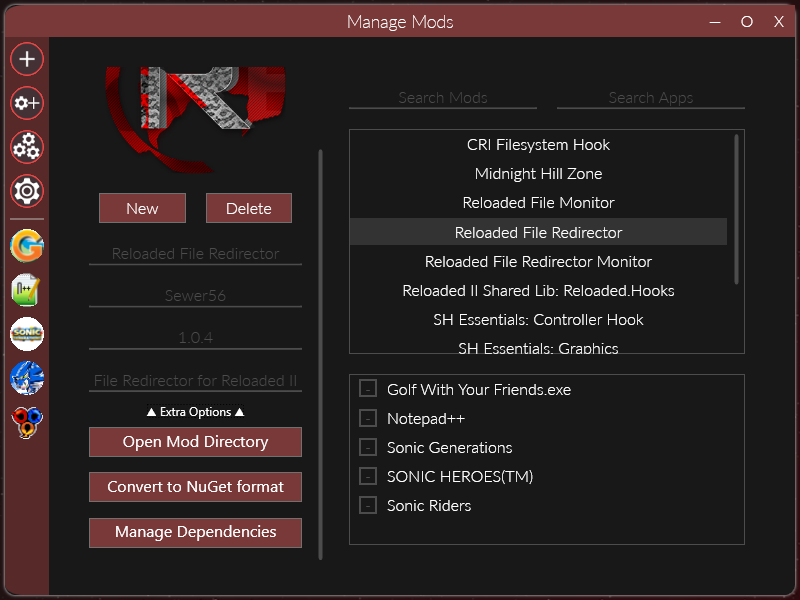 Manage Mods
New
Delete
Reloaded File Redirector
Sewer56
1.0.4
File Redirector for Reloaded II
▲ Extra Options ▲
Open Mod Directory
Convert to NuGet format
Manage Dependencies
Search Mods
Search Apps
CRI Filesystem Hook
Midnight Hill Zone
Reloaded File Monitor
Reloaded File Redirector
Reloaded File Redirector Monitor
Reloaded II Shared Lib: Reloaded.Hooks
SH Essentials: Controller Hook
SH Essentials: Graphics
Golf With Your Friends.exe
Notepad++
Sonic Generations
SONIC HEROES(TM)
Sonic Riders